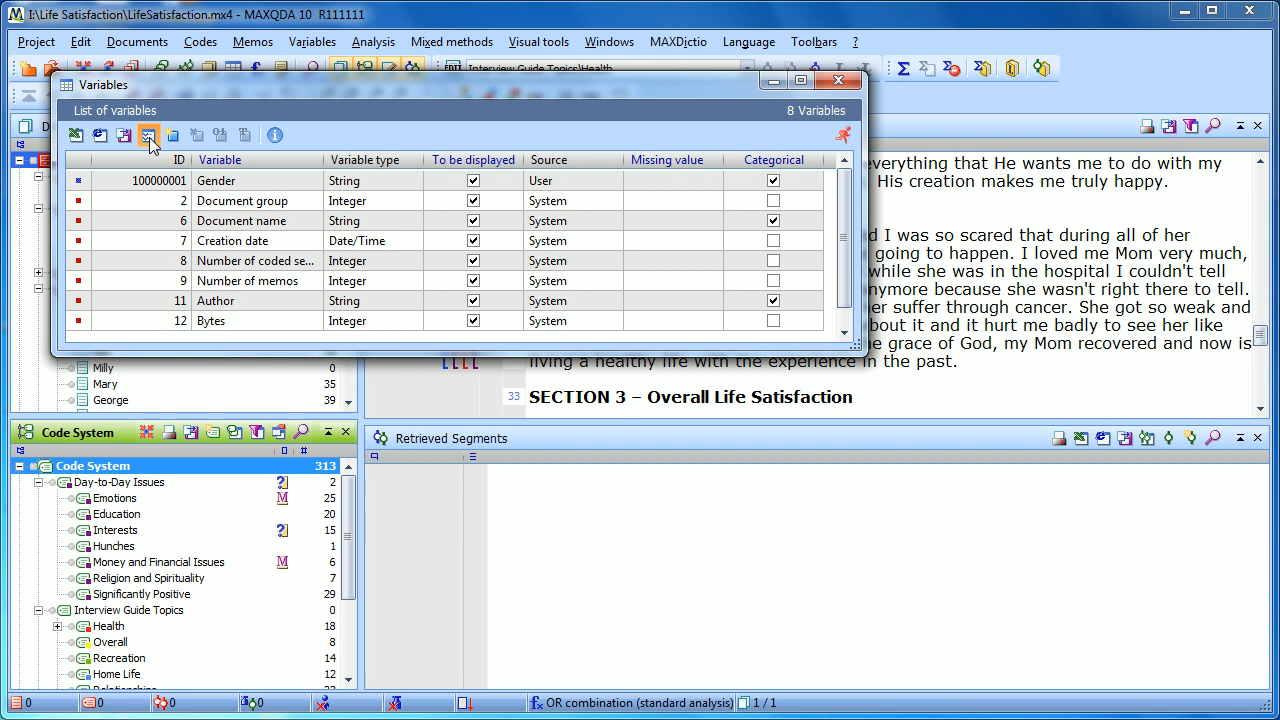 I:\Life Satisfaction\LifeSatisfaction.mx4 - MAXQDA 10 R111111
Project Edit Documents Codes Memos Variables Analysis Mixed methods Visual tools Windows MAXDictio Language Toolbars ?
Interview Guide Topics\Health
Variables
List of variables 8 Variables
ID Variable Variable type To be displayed Source Missing value Categorical
100000001 Gender String User
2 Document group Integer System
6 Document name String System
7 Creation date Date/Time System
8 Number of coded se... Integer System
9 Number of memos Integer System
11 Author String System
12 Bytes Integer System
everything that He wants me to do with my
His creation makes me truly happy.
d I was so scared that during all of her
going to happen. I loved me Mom very much,
while she was in the hospital I couldn't tell
nymore because she wasn't right there to tell.
er suffer through cancer. She got so weak and
bout it and it hurt me badly to see her like
he grace of God, my Mom recovered and now is
living a healthy life with the experience in the past.
33 SECTION 3 – Overall Life Satisfaction
Milly 0
Mary 35
George 39
Code System
Code System 313
Day-to-Day Issues 2
Emotions M 25
Education 20
Interests 15
Hunches 1
Money and Financial Issues M 6
Religion and Spirituality 7
Significantly Positive 29
Interview Guide Topics 0
Health 18
Overall 8
Recreation 14
Home Life 12
Retrieved Segments
0 0 0 0 OR combination (standard analysis) 1 / 1